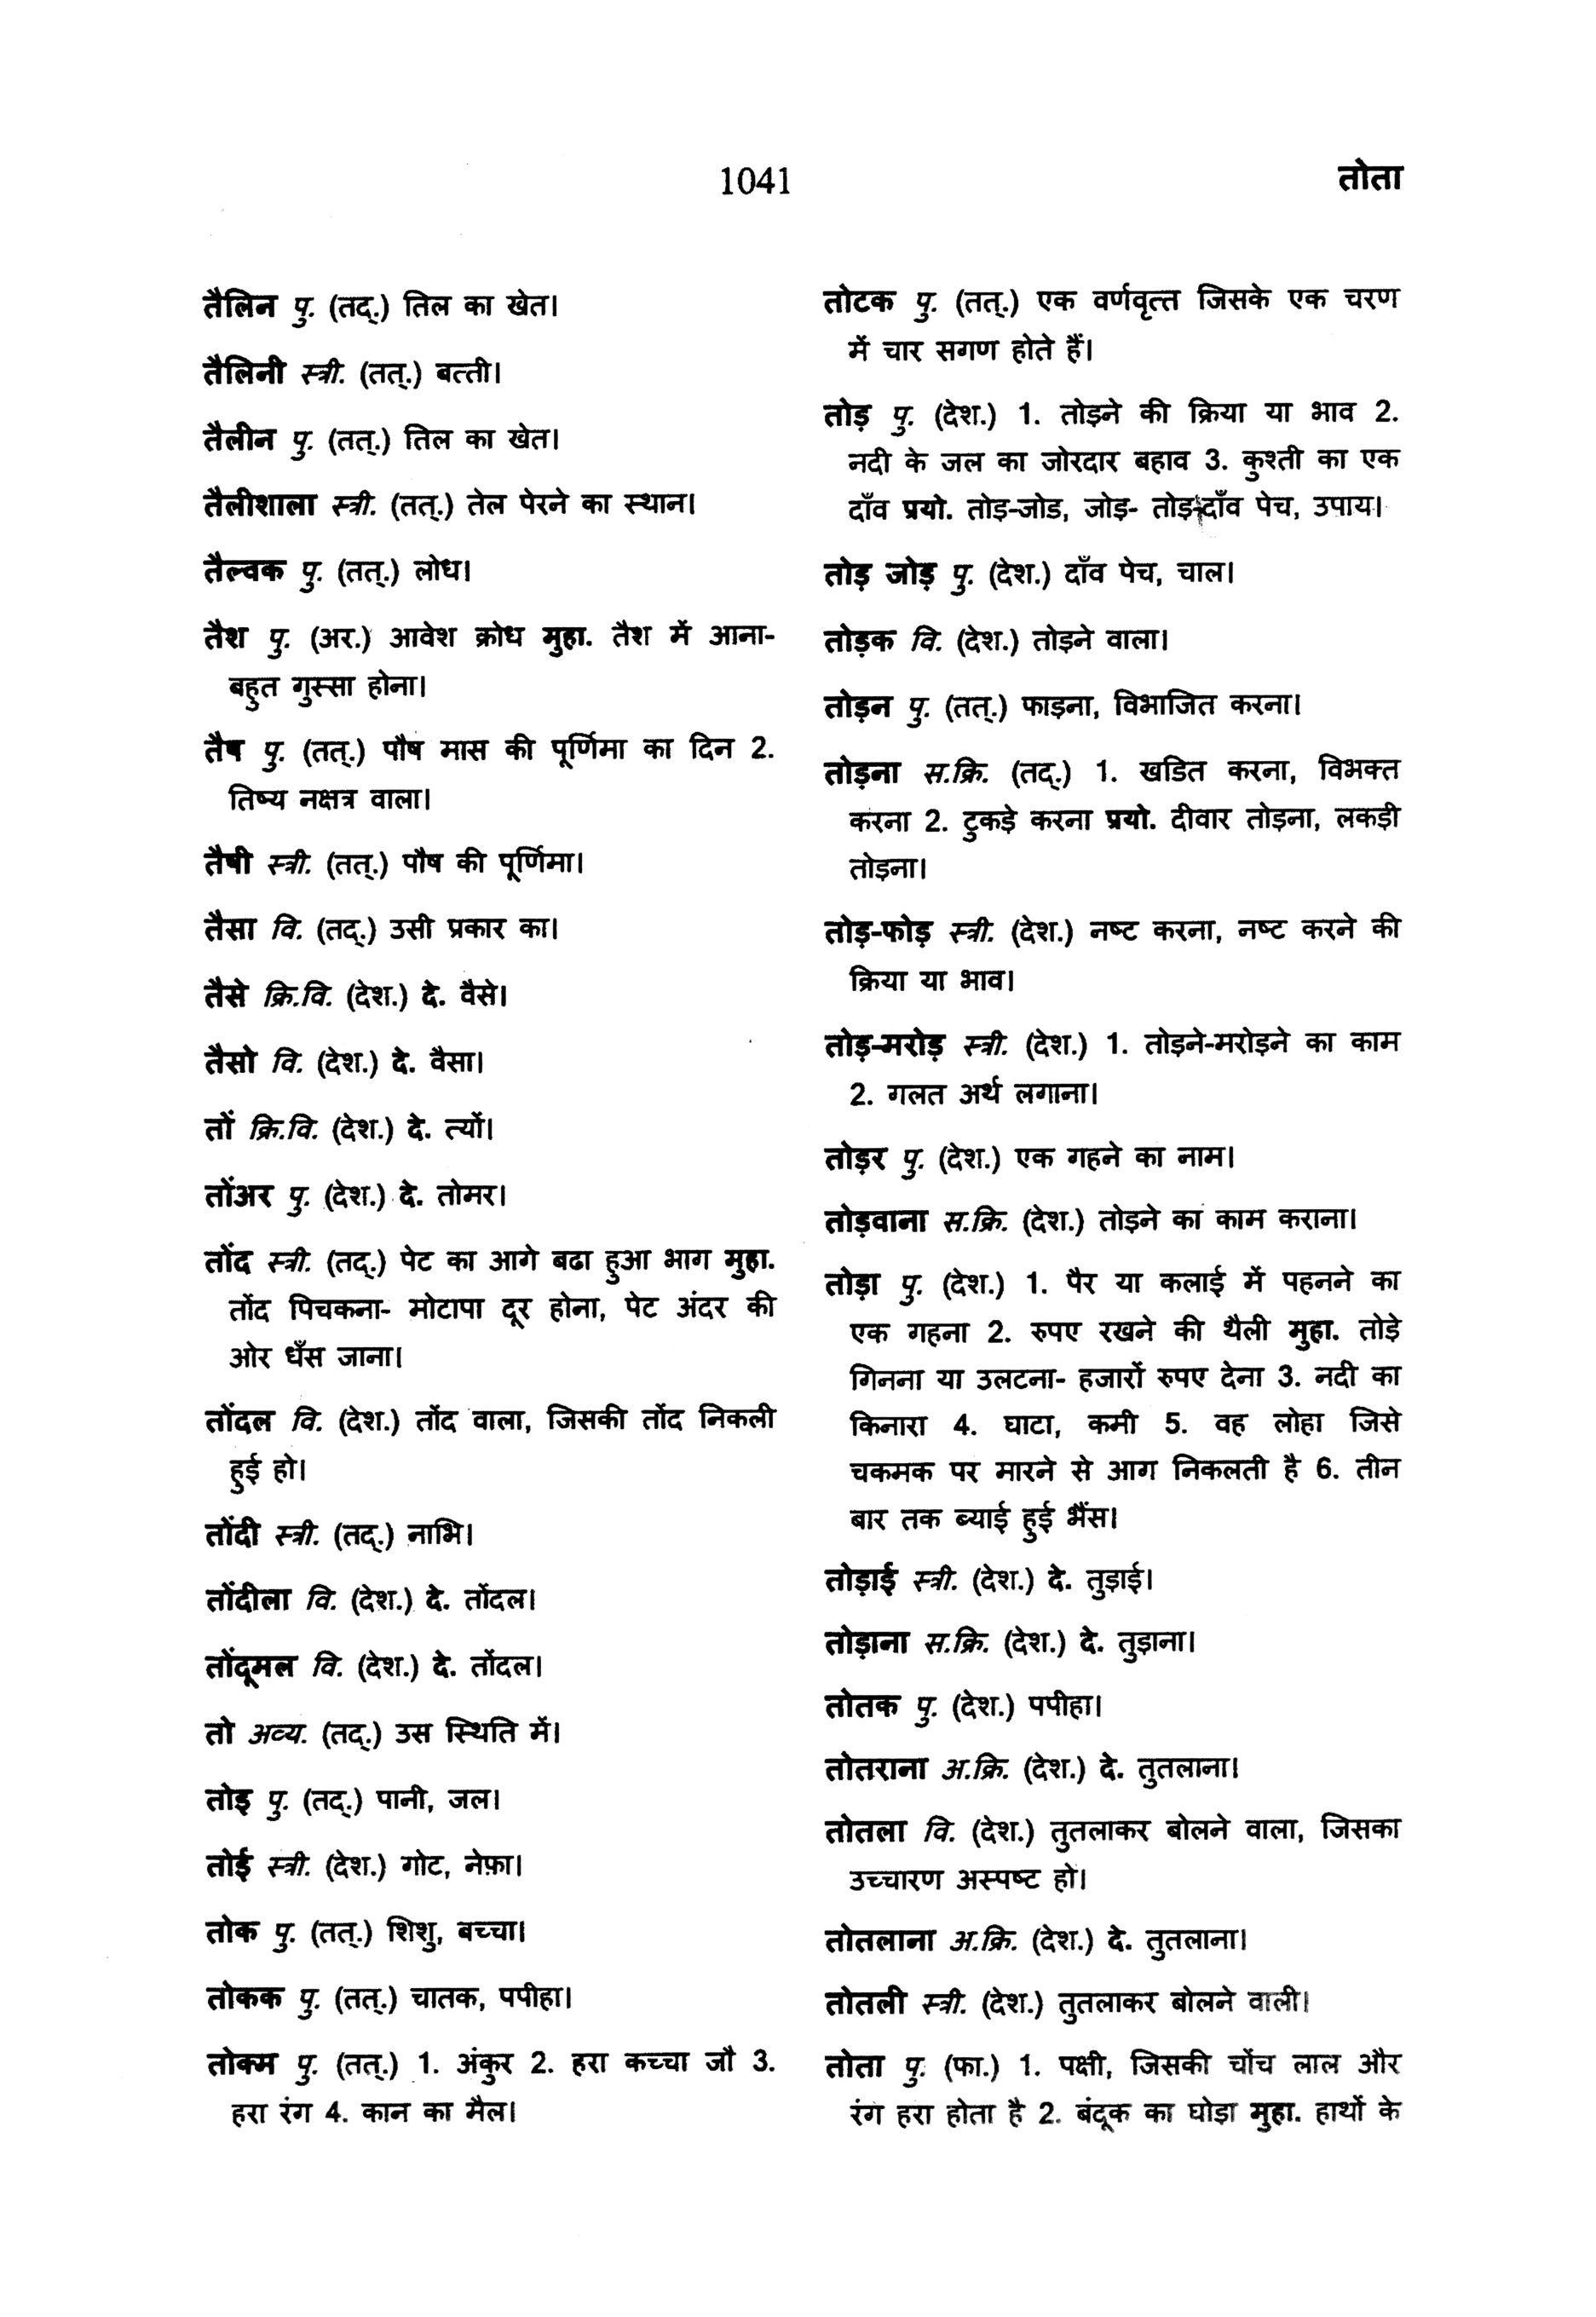 1041
तोता
तैलिन पु. (तद्.) तिल का खेत।
तैलिनी स्त्री. (तत्.) बत्ती।
तैलीन पु. (तत्.) तिल का खेत।
तैलीशाला स्त्री. (तत्.) तेल पेरने का स्थान।
तैल्वक पु. (तत्.) लोध।
तैश पु. (अर.) आवेश क्रोध मुहा. तैश में आना-
बहुत गुस्सा होना।
तैष पु. (तत्.) पौष मास की पूर्णिमा का दिन 2.
तिष्य नक्षत्र वाला।
तैषी स्त्री. (तत्.) पौष की पूर्णिमा।
तैसा वि. (तद्.) उसी प्रकार का।
तैसे क्रि.वि. (देश.) दे. वैसे।
तैसो वि. (देश.) दे. वैसा।
तों क्रि.वि. (देश.) दे. त्यों।
तोंअर पु. (देश.) दे. तोमर।
तोंद स्त्री. (तद्.) पेट का आगे बढा हुआ भाग मुहा.
तोंद पिचकना- मोटापा दूर होना, पेट अंदर की
ओर धँस जाना।
तोंदल वि. (देश.) तोंद वाला, जिसकी तोंद निकली
हुई हो।
तोंदी स्त्री. (तद्.) नाभि।
तोंदीला वि. (देश.) दे. तोंदल।
तोंदूमल वि. (देश.) दे. तोंदल।
तो अव्य. (तद्.) उस स्थिति में।
तोइ पु. (तद्.) पानी, जल।
तोई स्त्री. (देश.) गोट, नेफ़ा।
तोक पु. (तत्.) शिशु, बच्चा।
तोकक पु. (तत्.) चातक, पपीहा।
तोक्म पु. (तत्.) 1. अंकुर 2. हरा कच्चा जौ 3.
हरा रंग 4. कान का मैल।
तोटक पु. (तत्.) एक वर्णवृत्त जिसके एक चरण
में चार सगण होते हैं।
तोड़ पु. (देश.) 1. तोड़ने की क्रिया या भाव 2.
नदी के जल का जोरदार बहाव 3. कुश्ती का एक
दाँव प्रयो. तोड़-जोड, जोड़- तोड़-दाँव पेच, उपाय।
तोड़ जोड़ पु. (देश.) दाँव पेच, चाल।
तोड़क वि. (देश.) तोड़ने वाला।
तोड़न पु. (तत्.) फाड़ना, विभाजित करना।
तोड़ना स.क्रि. (तद्.) 1. खडित करना, विभक्त
करना 2. टुकड़े करना प्रयो. दीवार तोड़ना, लकड़ी
तोड़ना।
तोड़-फोड़ स्त्री. (देश.) नष्ट करना, नष्ट करने की
क्रिया या भाव।
तोड़-मरोड़ स्त्री. (देश.) 1. तोड़ने-मरोड़ने का काम
2. गलत अर्थ लगाना।
तोड़र पु. (देश.) एक गहने का नाम।
तोड़वाना स.क्रि. (देश.) तोड़ने का काम कराना।
तोड़ा पु. (देश.) 1. पैर या कलाई में पहनने का
एक गहना 2. रुपए रखने की थैली मुहा. तोड़े
गिनना या उलटना- हजारों रुपए देना 3. नदी का
किनारा 4. घाटा, कमी 5. वह लोहा जिसे
चकमक पर मारने से आग निकलती है 6. तीन
बार तक ब्याई हुई भैंस।
तोड़ाई स्त्री. (देश.) दे. तुड़ाई।
तोड़ाना स.क्रि. (देश.) दे. तुड़ाना।
तोतक पु. (देश.) पपीहा।
तोतराना अ.क्रि. (देश.) दे. तुतलाना।
तोतला वि. (देश.) तुतलाकर बोलने वाला, जिसका
उच्चारण अस्पष्ट हो।
तोतलाना अ.क्रि. (देश.) दे. तुतलाना।
तोतली स्त्री. (देश.) तुतलाकर बोलने वाली।
तोता पु. (फा.) 1. पक्षी, जिसकी चोंच लाल और
रंग हरा होता है 2. बंदूक का घोड़ा मुहा. हाथों के